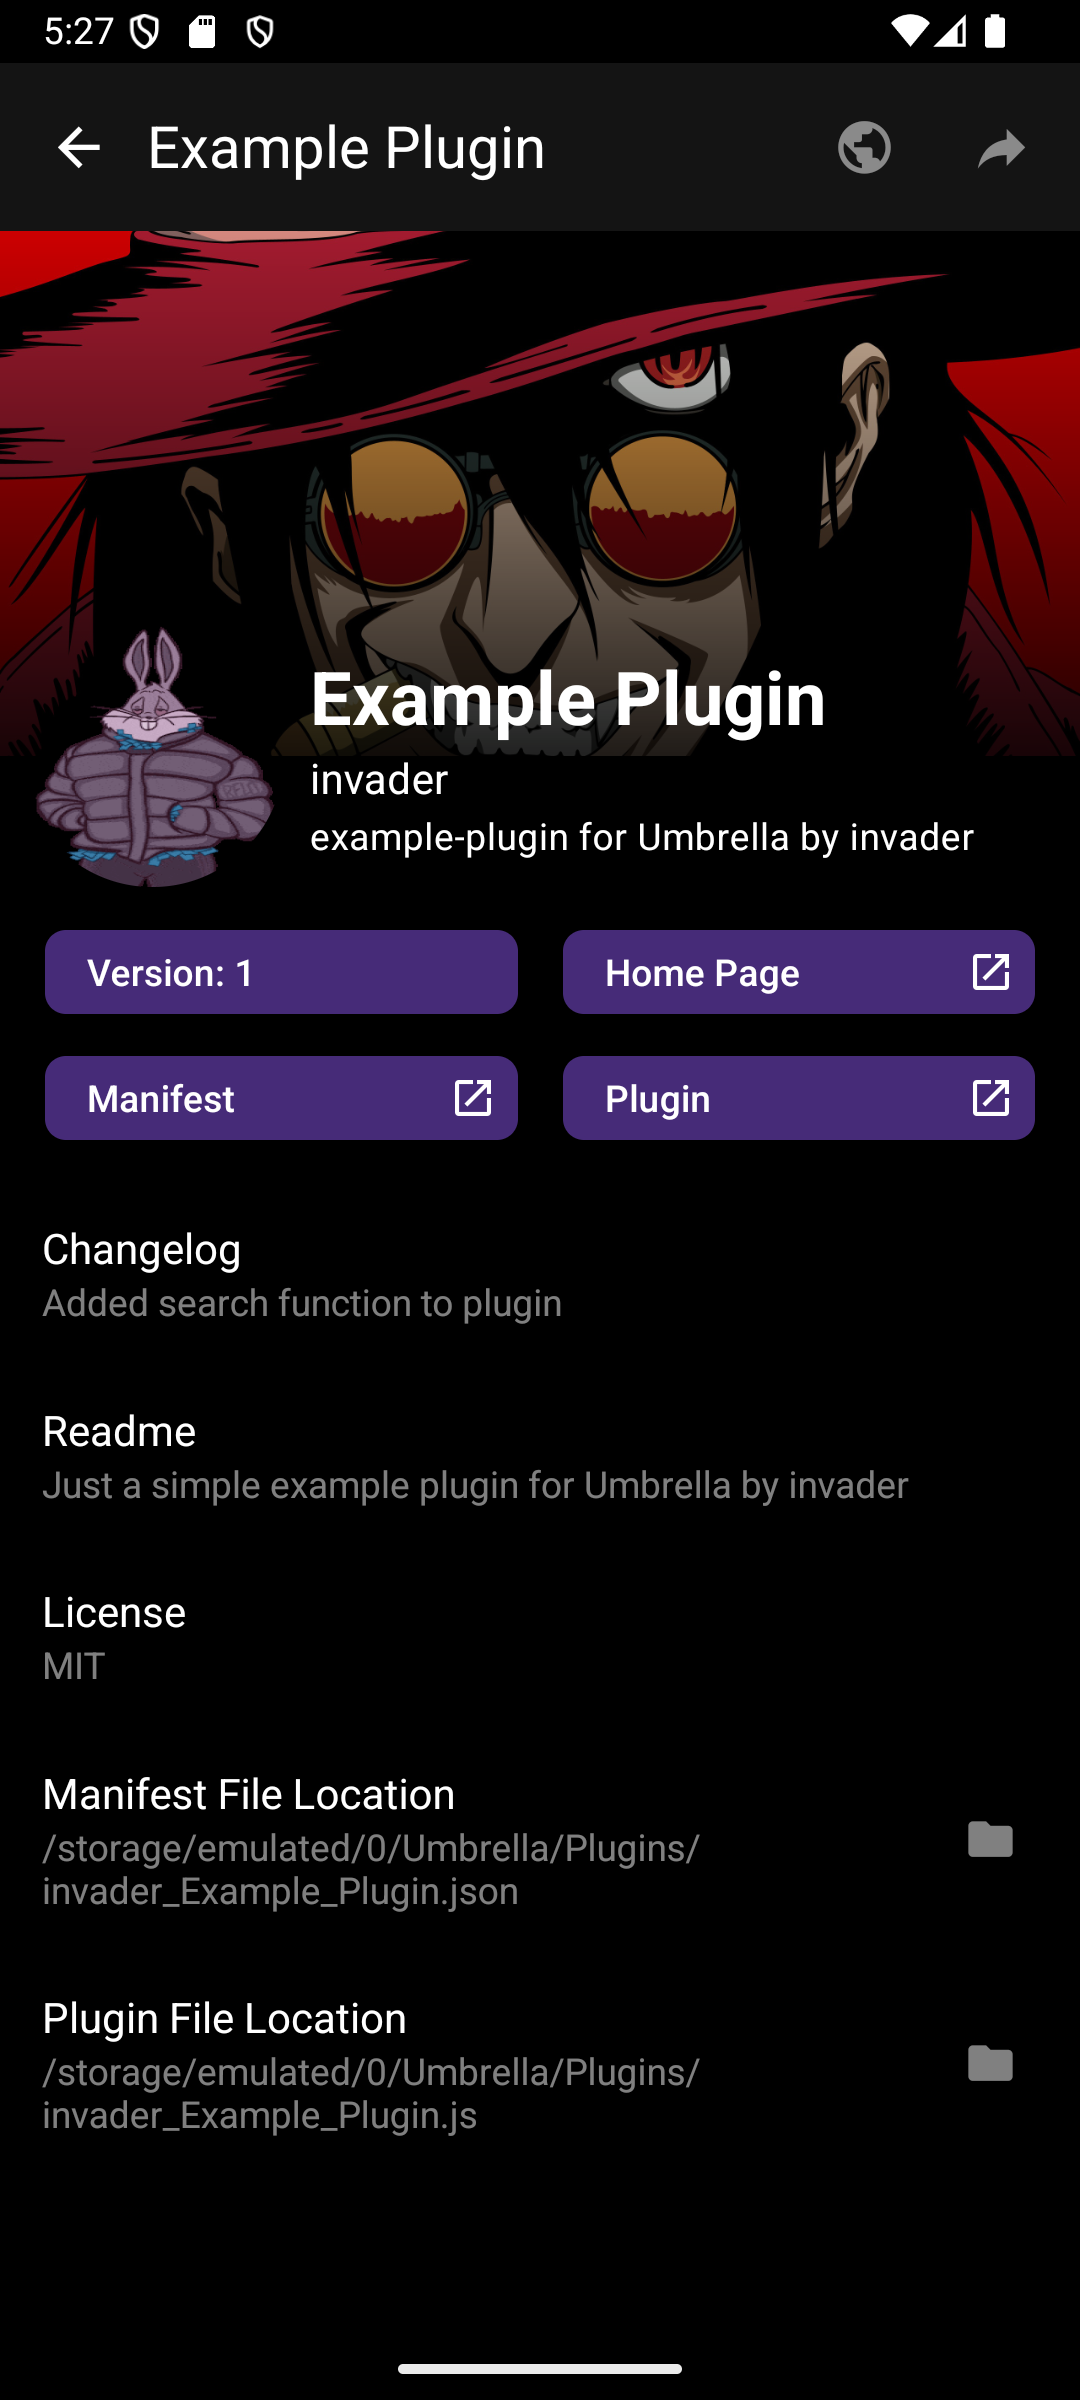 5:27
Example Plugin
Example Plugin
invader
example-plugin for Umbrella by invader
Version: 1
Home Page
Manifest
Plugin
Changelog
Added search function to plugin
Readme
Just a simple example plugin for Umbrella by invader
License
MIT
Manifest File Location
/storage/emulated/0/Umbrella/Plugins/
invader_Example_Plugin.json
Plugin File Location
/storage/emulated/0/Umbrella/Plugins/
invader_Example_Plugin.js